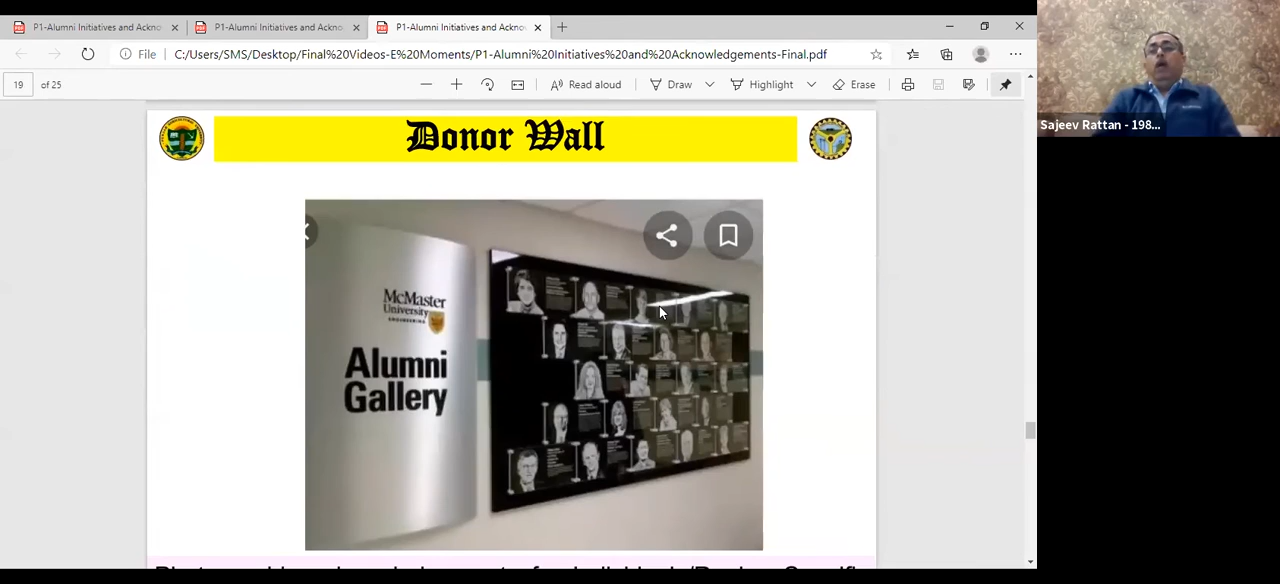 P1-Alumni Initiatives and Ackno
P1-Alumni Initiatives and Ackno
P1-Alumni Initiatives and Ackno
File
C:/Users/SMS/Desktop/Final%20Videos-E%20Moments/P1-Alumni%20Initiatives%20and%20Acknowledgements-Final.pdf
19 of 25
Read aloud
Draw
Highlight
Erase
Sajeev Rattan - 198...
Donor Wall
McMaster
University
ENGINEERING
Alumni
Gallery